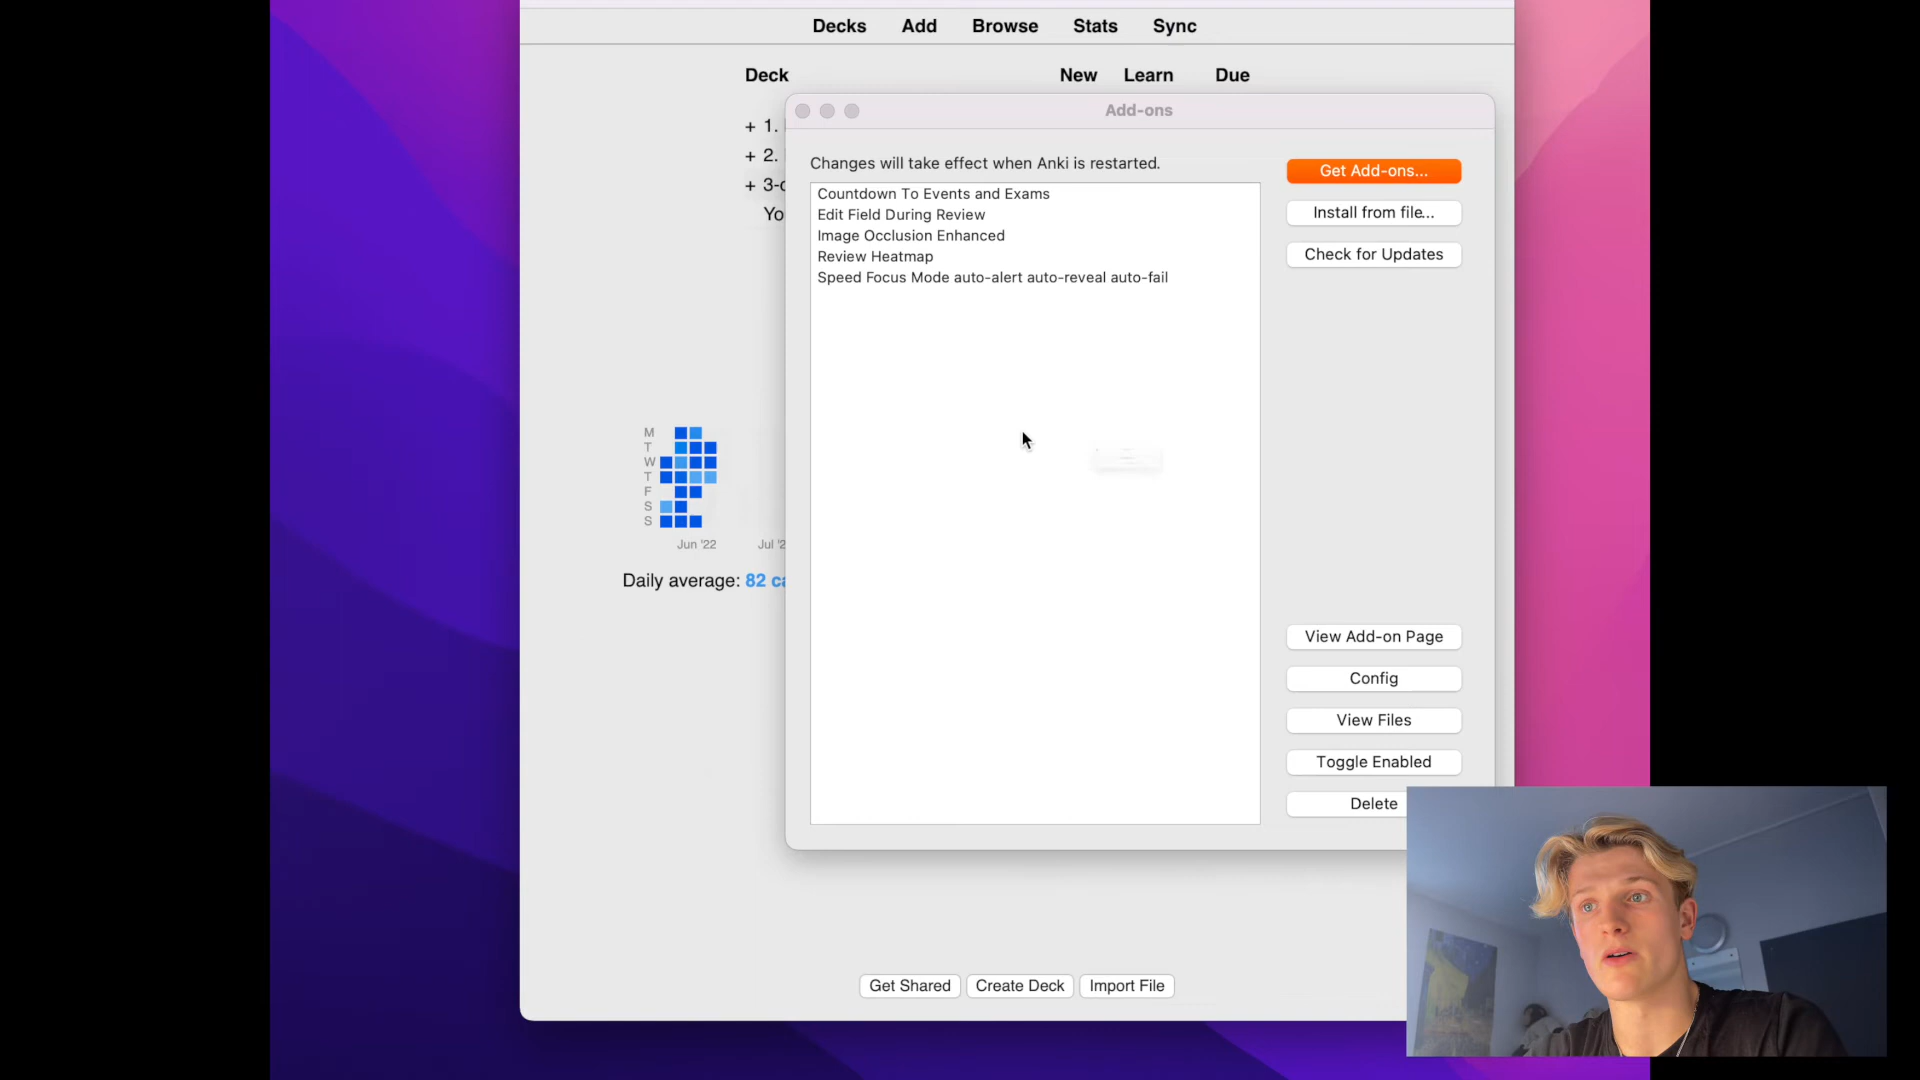 Decks Add Browse Stats Sync
Deck New Learn Due
Add-ons
+ 1.
+ 2.
+ 3-
Yo
Changes will take effect when Anki is restarted.
Countdown To Events and Exams
Edit Field During Review
Image Occlusion Enhanced
Review Heatmap
Speed Focus Mode auto-alert auto-reveal auto-fail
Get Add-ons...
Install from file...
Check for Updates
M
T
W
T
F
S
S
Jun '22 Jul '2
Daily average: 82 ca
View Add-on Page
Config
View Files
Toggle Enabled
Delete
Get Shared Create Deck Import File